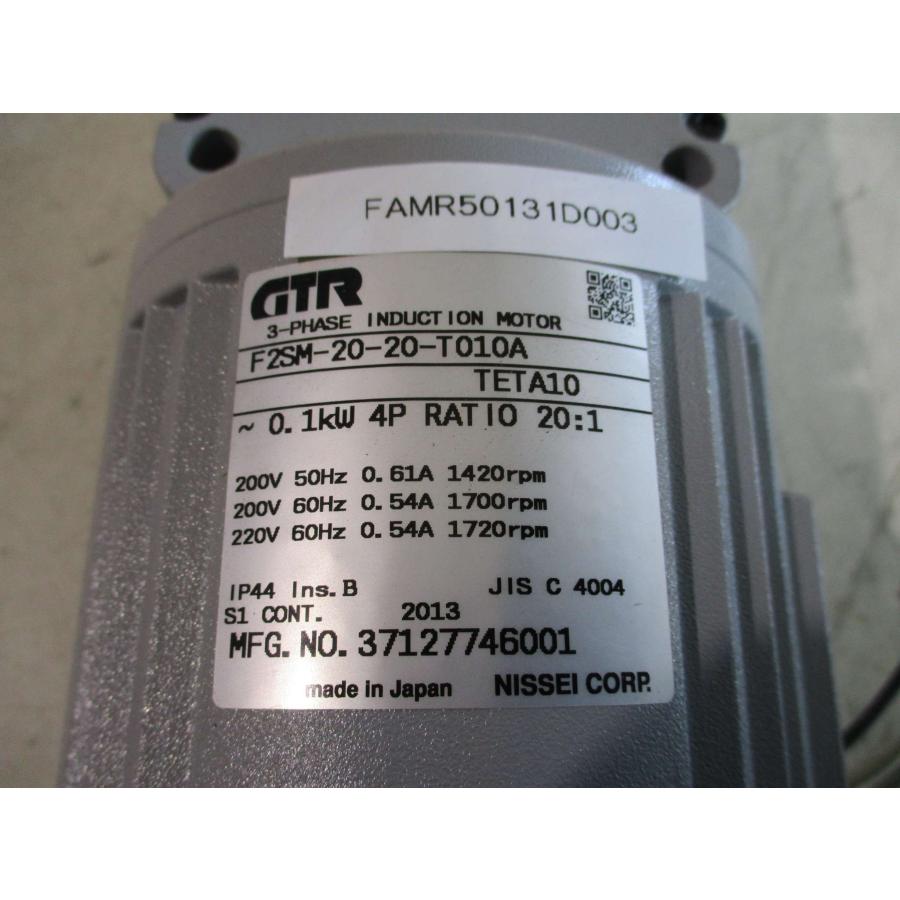 FAMR50131D003
GTR
3-PHASE INDUCTION MOTOR
F2SM-20-20-T010A
TETA10
~ 0.1kW 4P RATIO 20:1
200V 50Hz 0.61A 1420rpm
200V 60Hz 0.54A 1700rpm
220V 60Hz 0.54A 1720rpm
IP44 Ins.B JIS C 4004
S1 CONT. 2013
MFG.NO.37127746001
made in Japan NISSEI CORP.